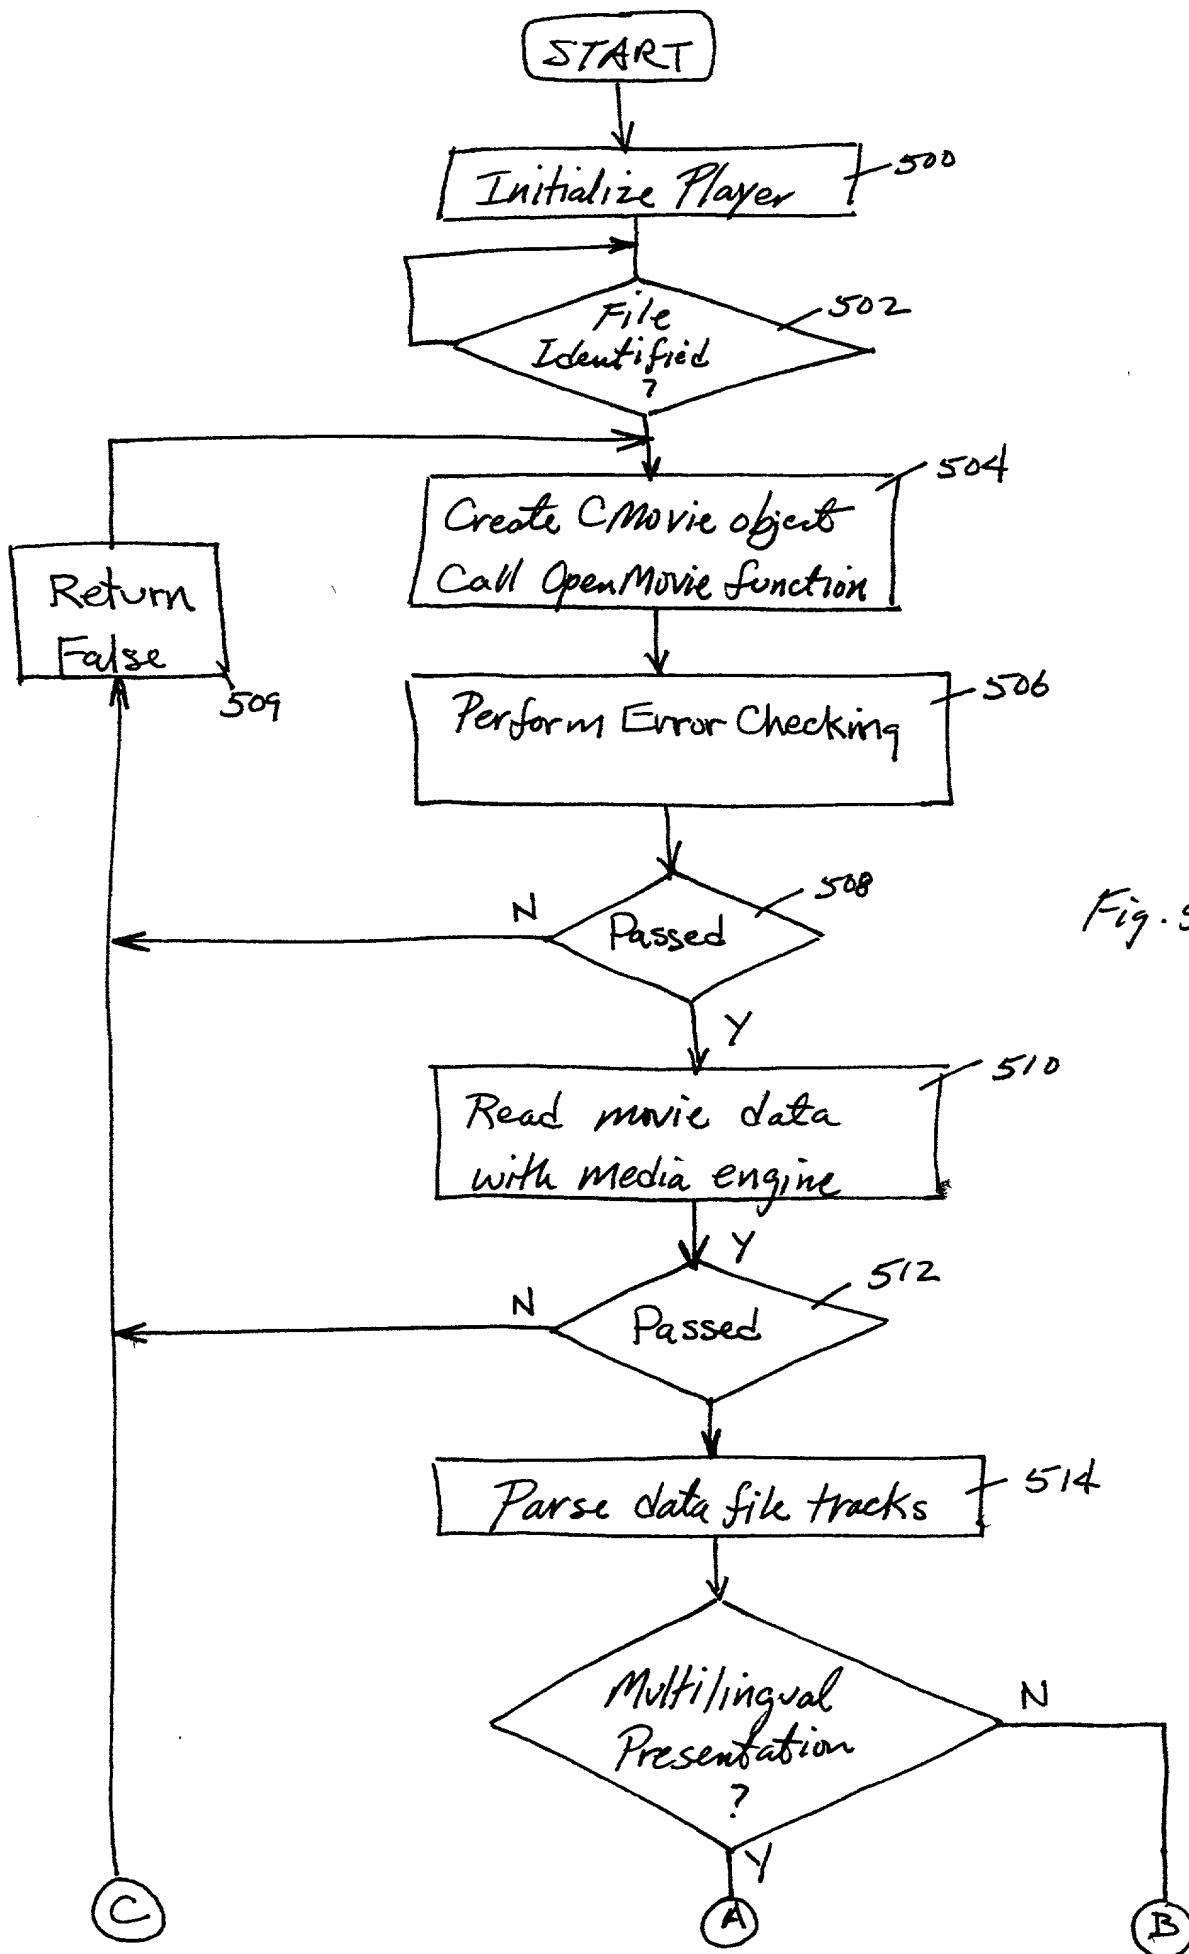 START
Initialize Player
500
File
Identified
?
502
Create CMovie object
Call OpenMovie function
504
Return
False
509
Perform Error Checking
506
Passed
508
N
Y
Fig. 5
Read movie data
with media engine
510
Y
Passed
512
N
Parse data file tracks
514
Multilingual
Presentation
?
N
Y
C
A
B